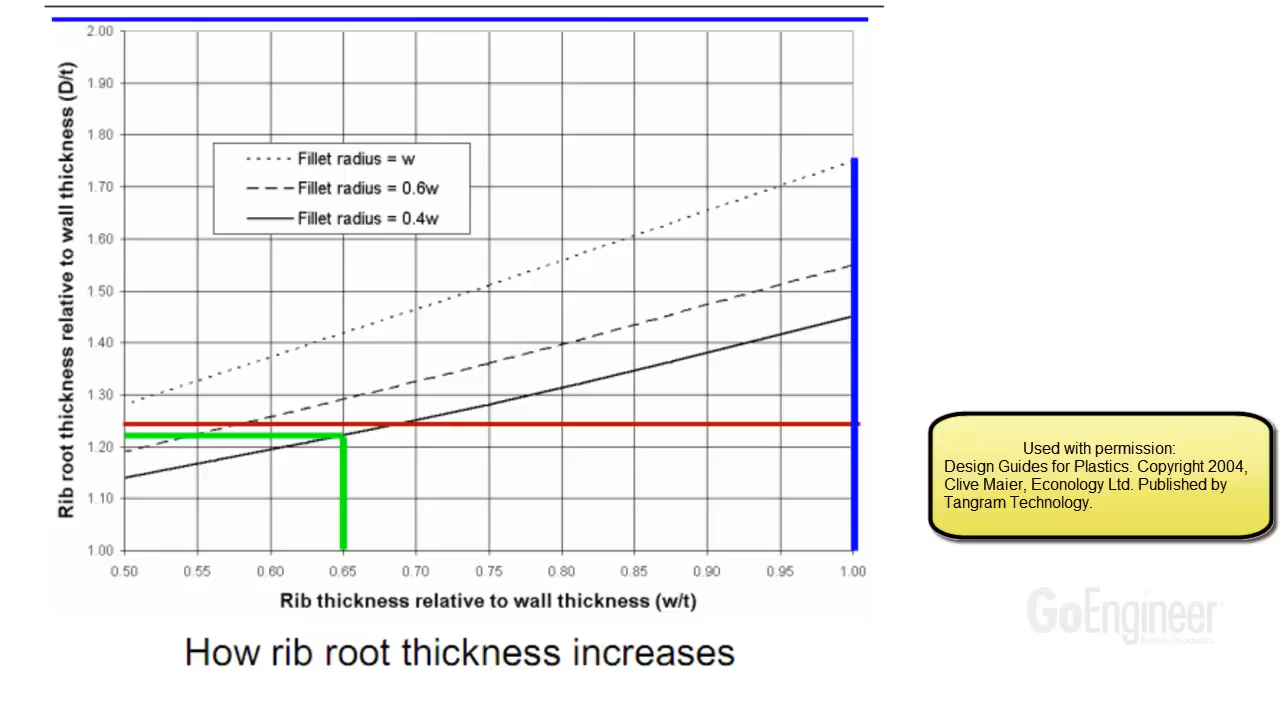 2.00
1.90
1.80
1.70
1.60
1.50
1.40
1.30
1.20
1.10
1.00
Rib root thickness relative to wall thickness (D/t)
Fillet radius = w
Fillet radius = 0.6w
Fillet radius = 0.4w
0.50 0.55 0.60 0.65 0.70 0.75 0.80 0.85 0.90 0.95 1.00
Rib thickness relative to wall thickness (w/t)
How rib root thickness increases
Used with permission:
Design Guides for Plastics. Copyright 2004,
Clive Maier, Econology Ltd. Published by
Tangram Technology.
GoEngineer